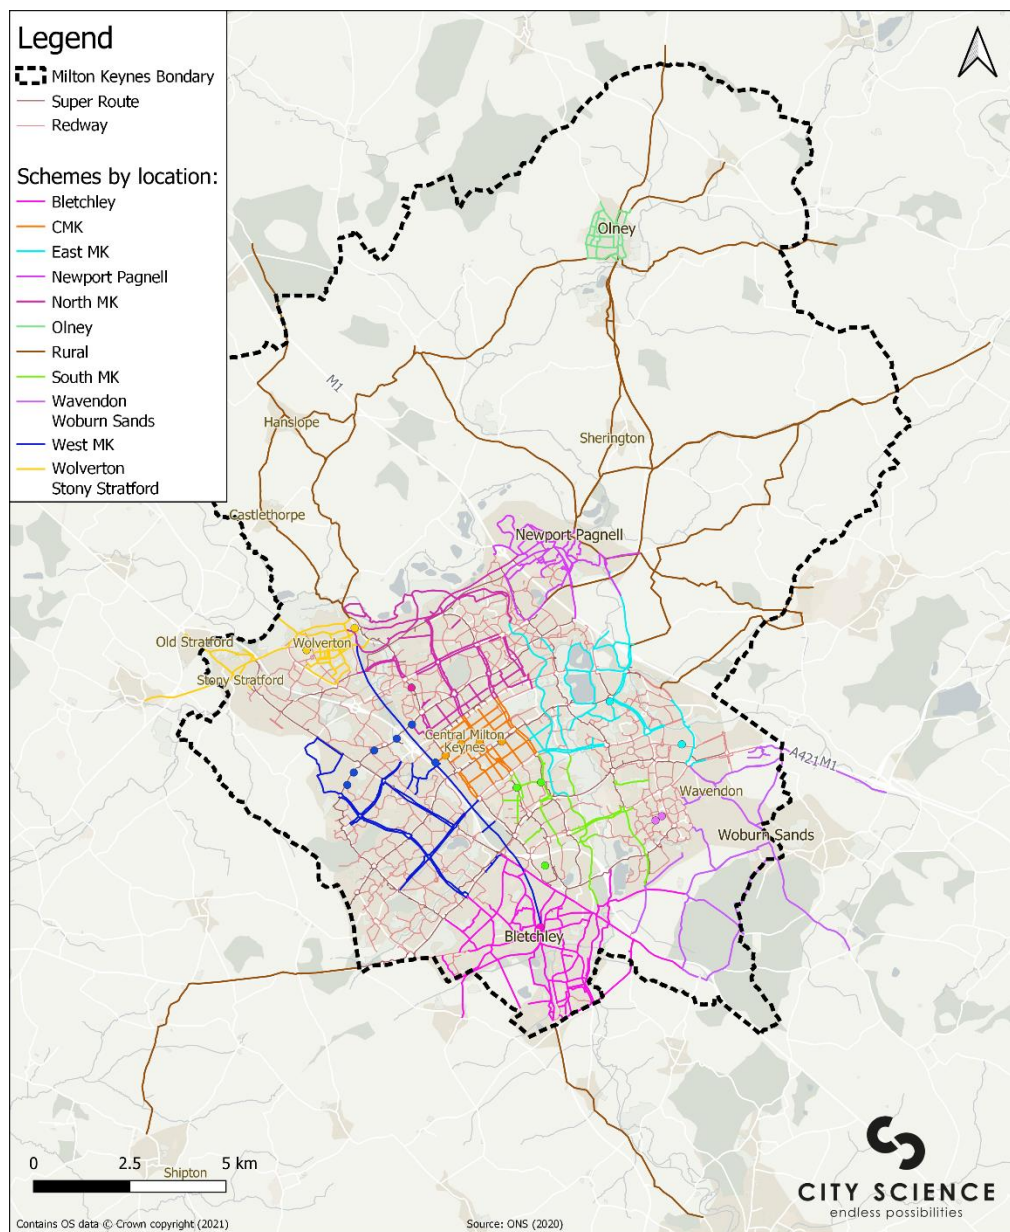 Legend
Milton Keynes Bondary
Super Route
Redway
Schemes by location:
Bletchley
CMK
East MK
Newport Pagnell
North MK
Olney
Rural
South MK
Wavendon
Woburn Sands
West MK
Wolverton
Stony Stratford
Olney
M1
Hanslope
Sherington
Castlethorpe
Newport Pagnell
Old Stratford
Wolverton
Stony Stratford
Central Milton
Keynes
A421M1
Wavendon
Woburn Sands
Bletchley
0 2.5 5 km
Shipton
CITY SCIENCE
endless possibilities
Contains OS data © Crown copyright (2021)
Source: ONS (2020)